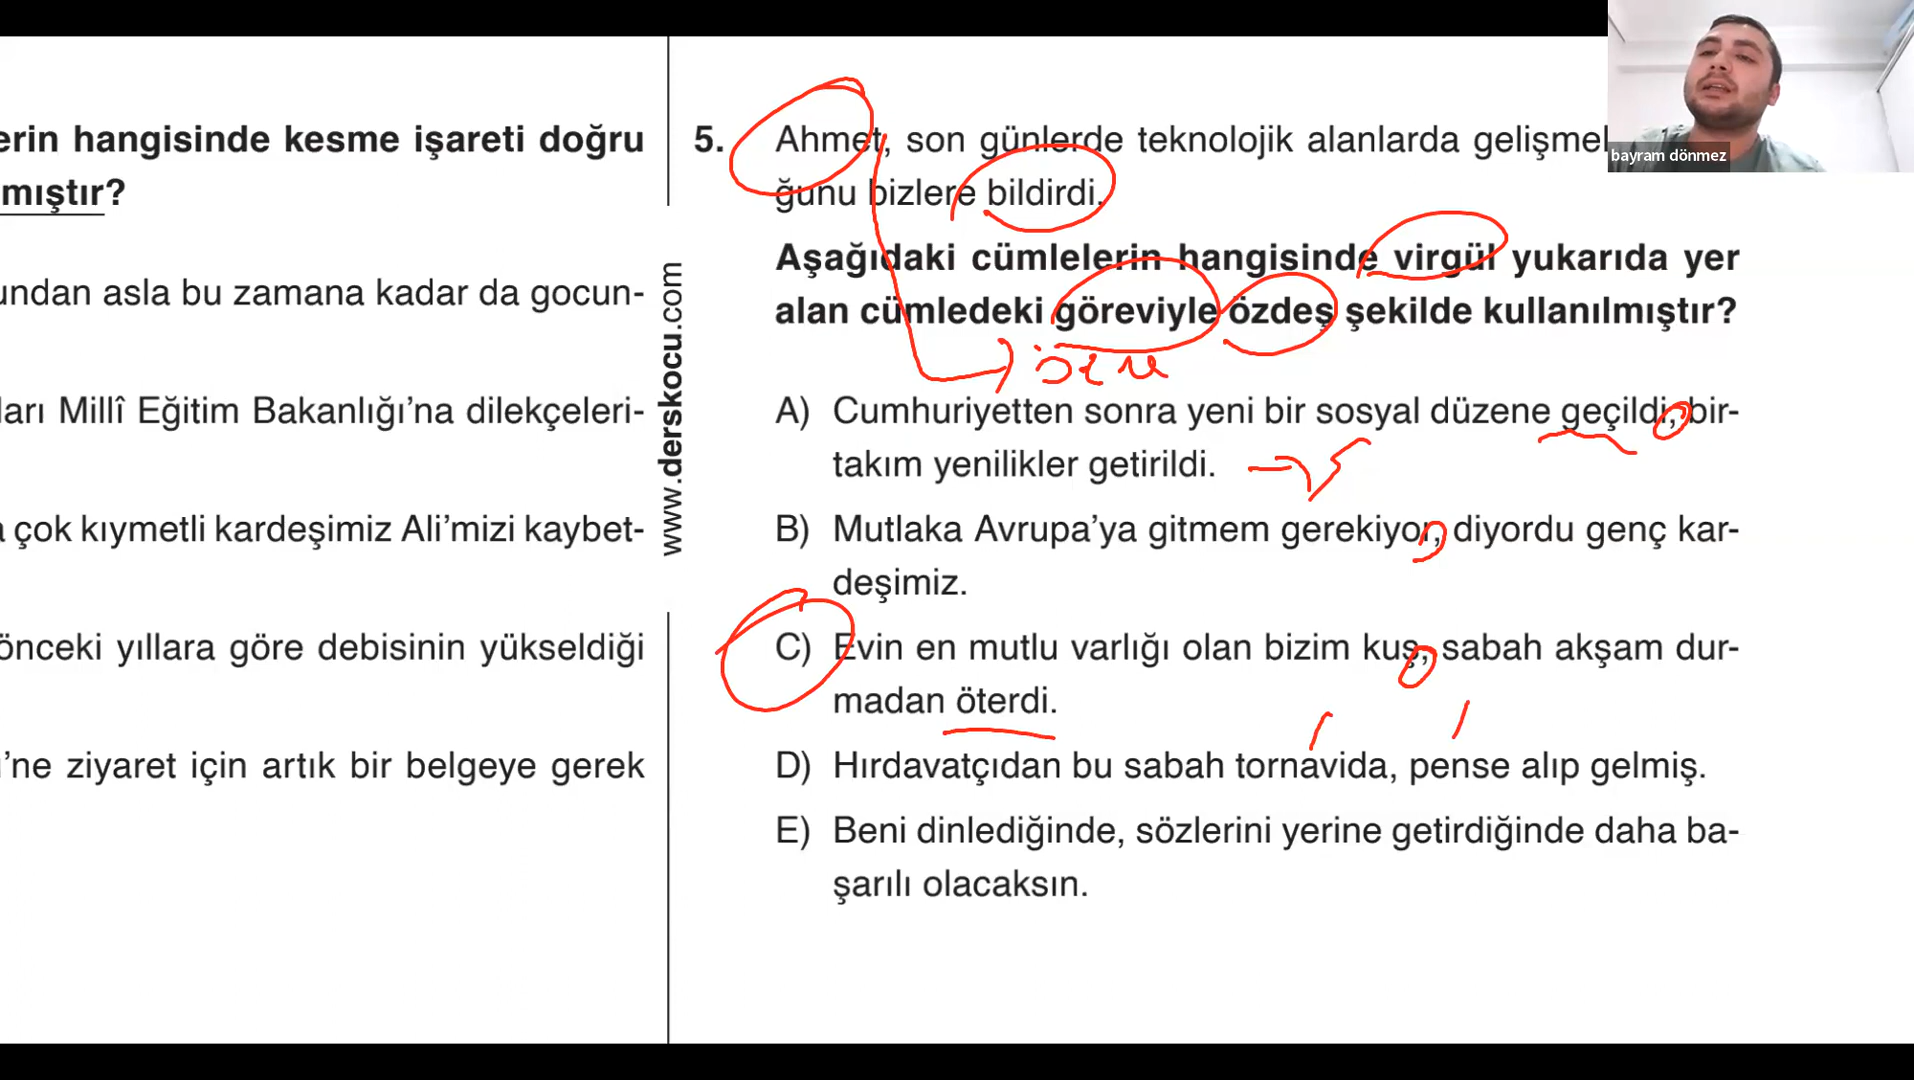 erin hangisinde kesme işareti doğru
mıştır?
undan asla bu zamana kadar da gocun-
ları Millî Eğitim Bakanlığı’na dilekçeleri-
çok kıymetli kardeşimiz Ali’mizi kaybet-
önceki yıllara göre debisinin yükseldiği
’ne ziyaret için artık bir belgeye gerek
www.derskocu.com
5. Ahmet, son günlerde teknolojik alanlarda gelişmel
ğunu bizlere bildirdi.
Aşağıdaki cümlelerin hangisinde virgül yukarıda yer
alan cümledeki göreviyle özdeş şekilde kullanılmıştır?
A) Cumhuriyetten sonra yeni bir sosyal düzene geçildi, bir-
takım yenilikler getirildi.
B) Mutlaka Avrupa’ya gitmem gerekiyor, diyordu genç kar-
deşimiz.
C) Evin en mutlu varlığı olan bizim kuş, sabah akşam dur-
madan öterdi.
D) Hırdavatçıdan bu sabah tornavida, pense alıp gelmiş.
E) Beni dinlediğinde, sözlerini yerine getirdiğinde daha ba-
şarılı olacaksın.
bayram dönmez